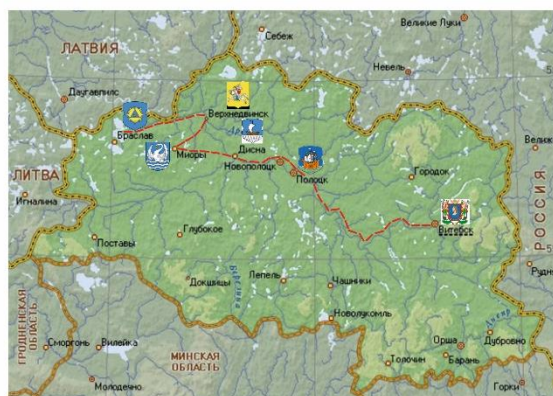 Великие Луки
Себеж
ЛАТВИЯ
Невель
Даугавпилс
Верхнедвинск
Браслав
Миоры
Дисна
Новополоцк
Полоцк
Городок
ЛИТВА
Игналина
РОССИЯ
Витебск
Поставы
Глубокое
Докшицы
Березина
Лепель
Чашники
Новолукомль
ГРОДНЕНСКАЯ
ОБЛАСТЬ
Сморгонь
Вилейка
МИНСКАЯ
ОБЛАСТЬ
Молодечно
Днепр
Орша
Дубровно
Барань
Толочин
Горки